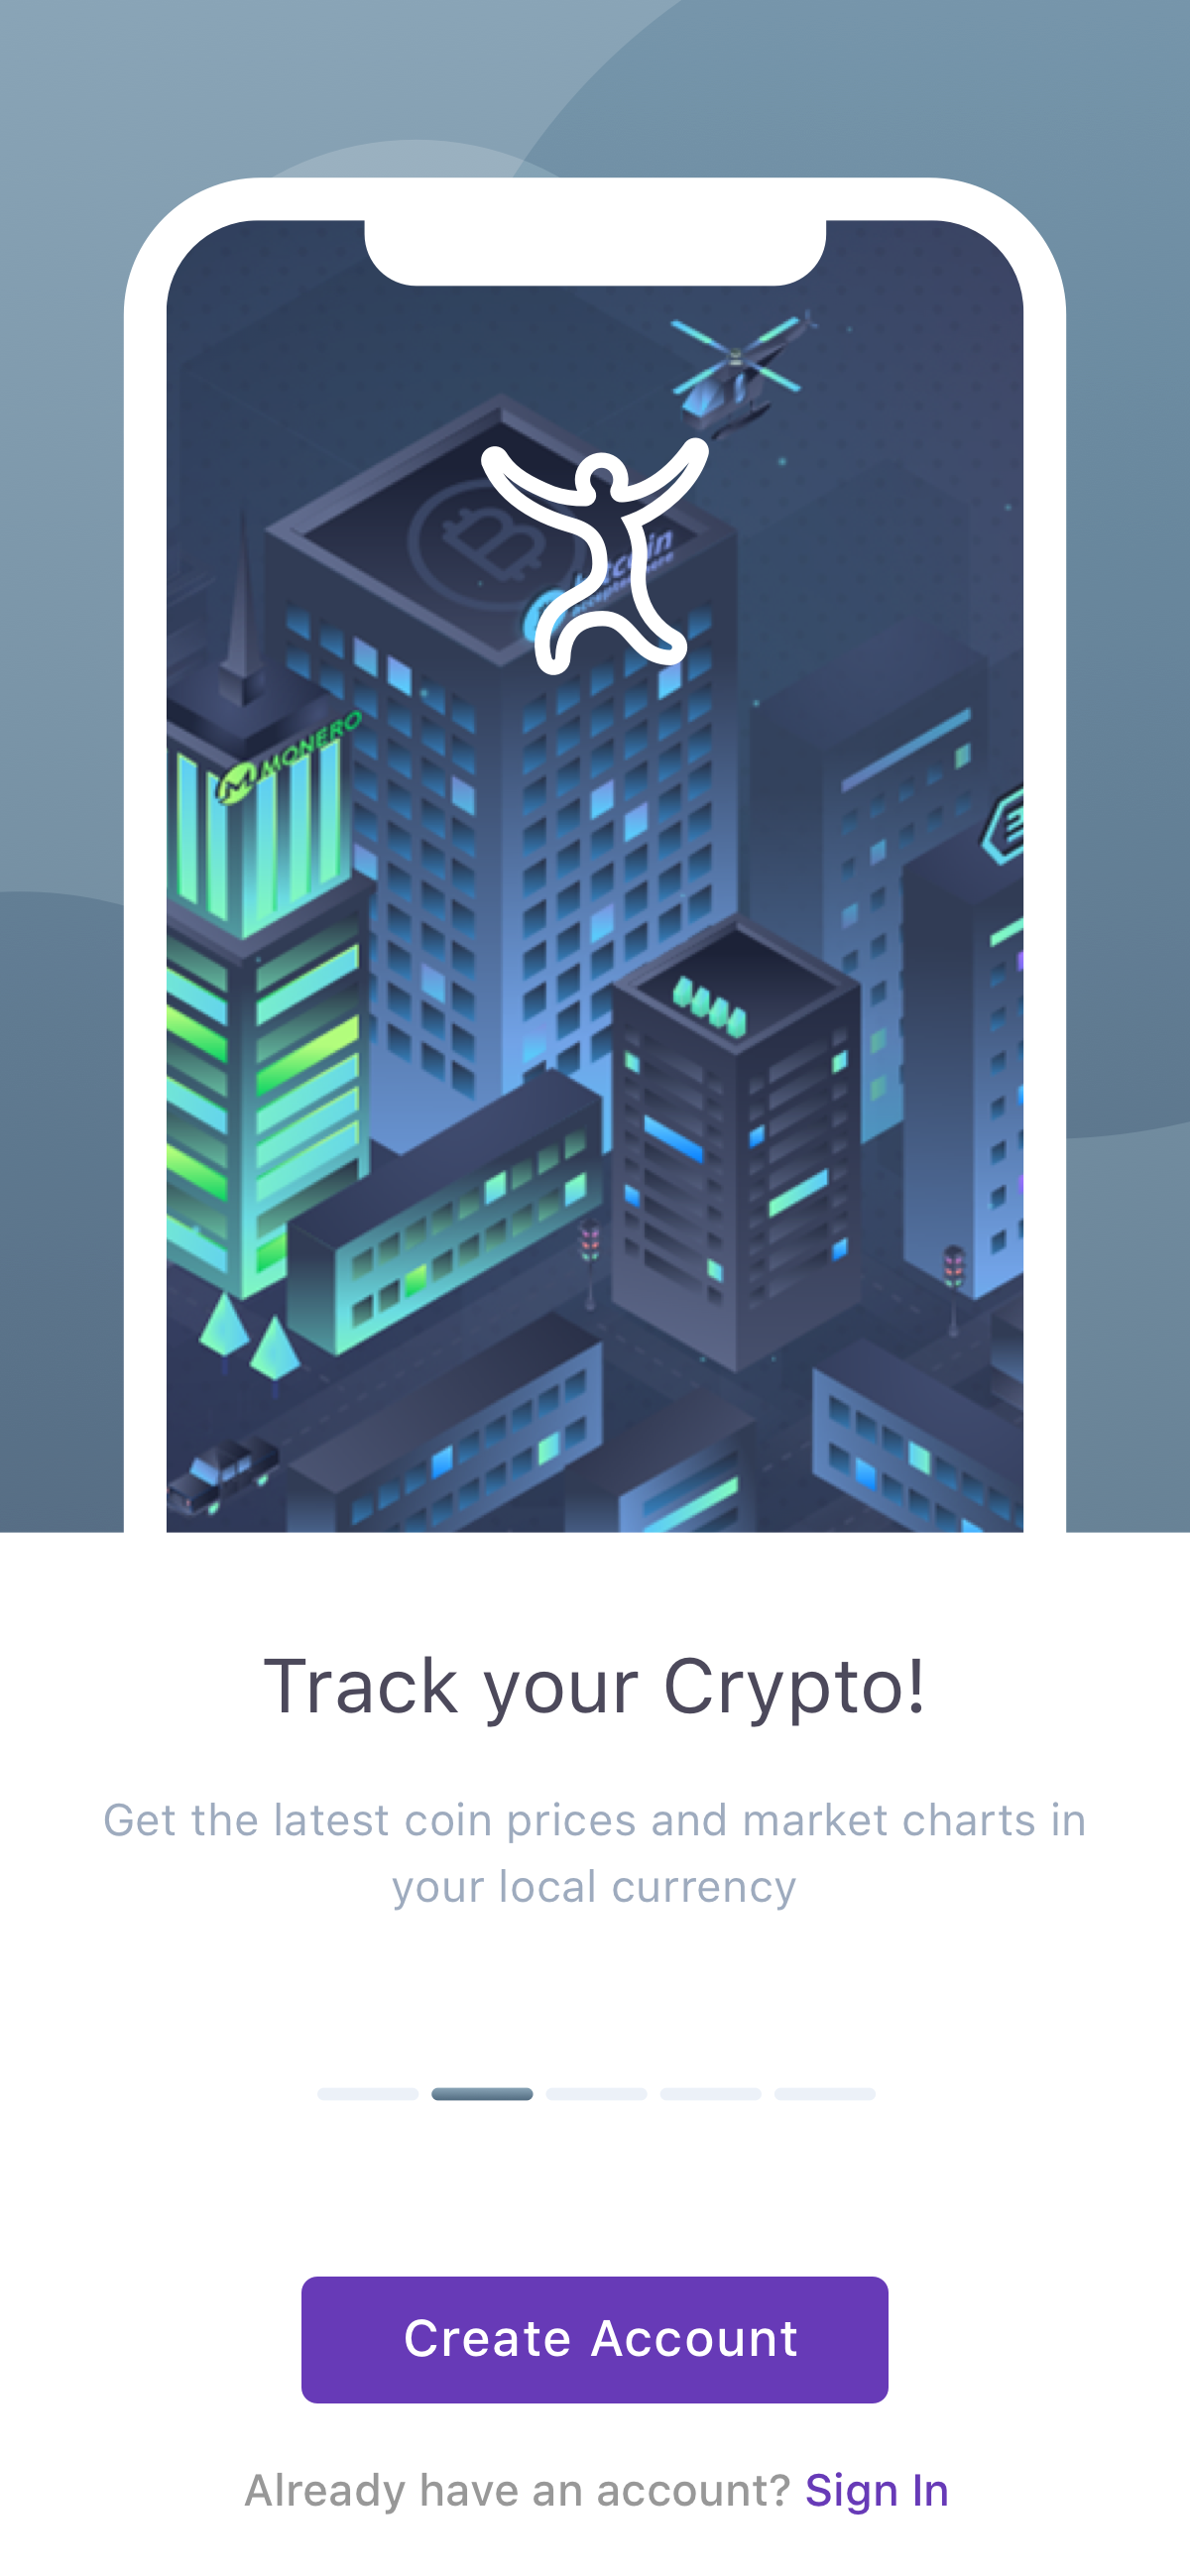 MONERO
Track your Crypto!
Get the latest coin prices and market charts in
your local currency
Create Account
Already have an account? Sign In